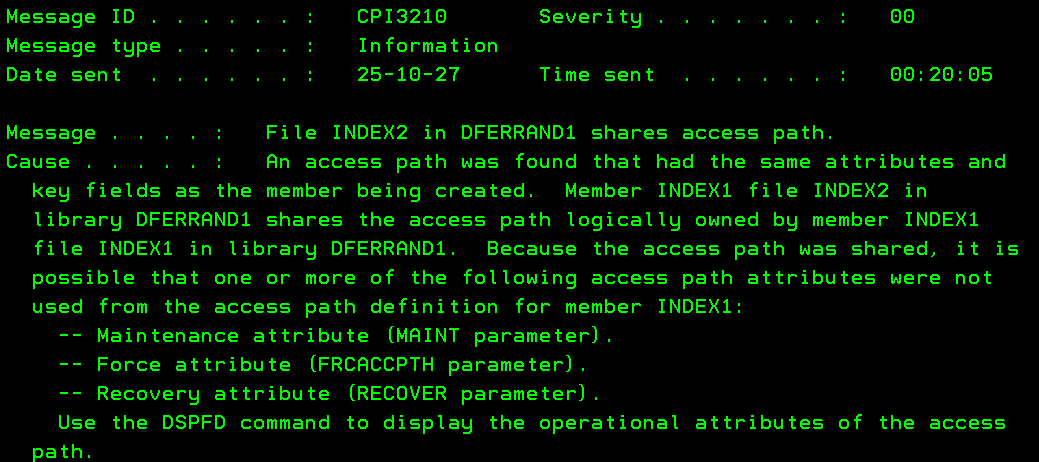 Message ID . . . . . . :   CPI3210       Severity . . . . . . . :   00
Message type . . . . . :   Information
Date sent  . . . . . . :   25-10-27      Time sent  . . . . . . :   00:20:05
Message . . . . :   File INDEX2 in DFERRAND1 shares access path.
Cause . . . . . :   An access path was found that had the same attributes and
key fields as the member being created.  Member INDEX1 file INDEX2 in
library DFERRAND1 shares the access path logically owned by member INDEX1
file INDEX1 in library DFERRAND1.  Because the access path was shared, it is
possible that one or more of the following access path attributes were not
used from the access path definition for member INDEX1:
-- Maintenance attribute (MAINT parameter).
-- Force attribute (FRCACCPTH parameter).
-- Recovery attribute (RECOVER parameter).
Use the DSPFD command to display the operational attributes of the access
path.